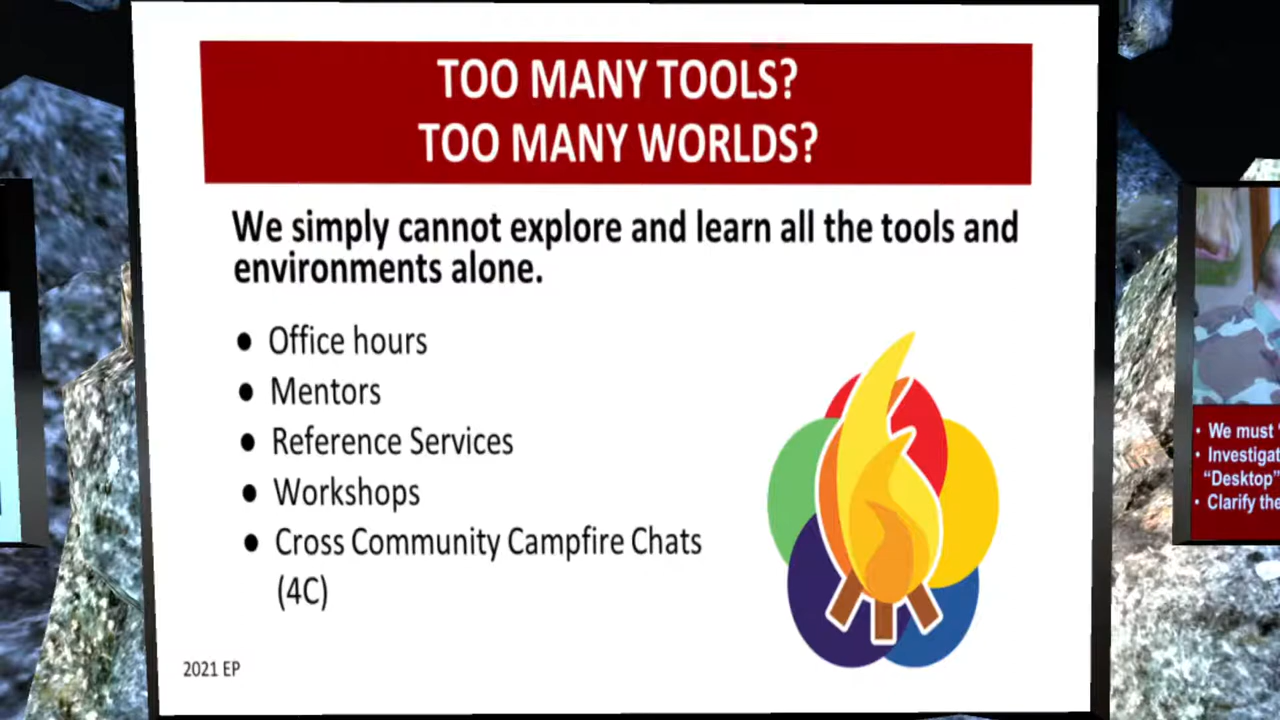 TOO MANY TOOLS?
TOO MANY WORLDS?
We simply cannot explore and learn all the tools and
environments alone.
● Office hours
● Mentors
● Reference Services
● Workshops
● Cross Community Campfire Chats
(4C)
2021 EP
• We must
• Investigat
“Desktop”
• Clarify the